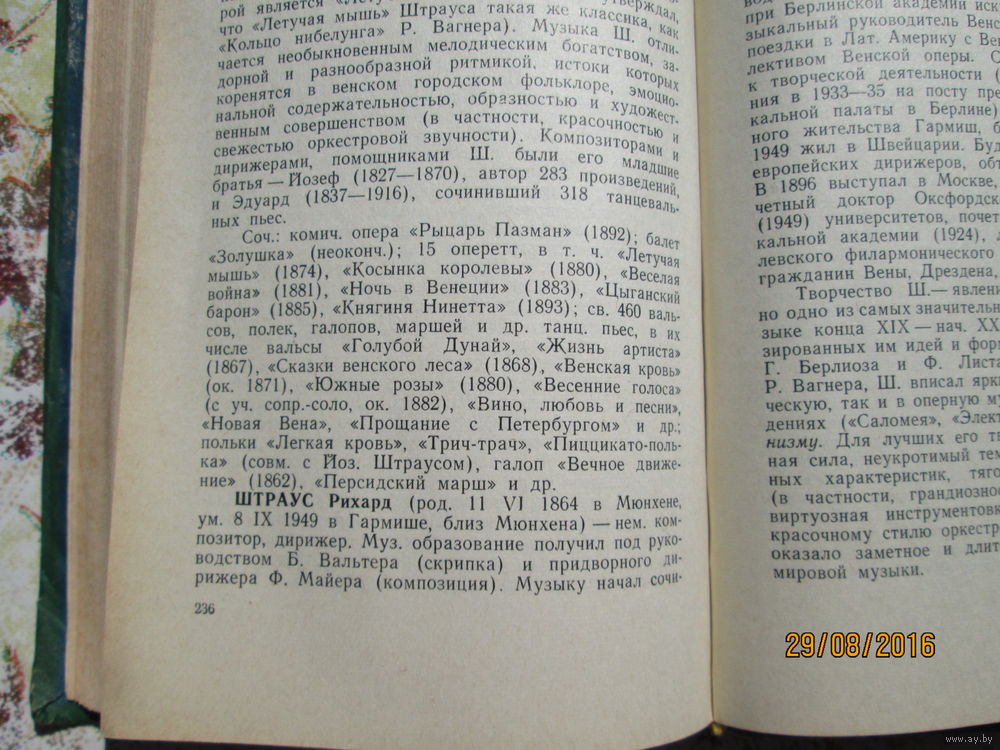 рой является «Летучая
что «Летучая мышь» Штрауса такая же классика, как
«Кольцо нибелунга» Р. Вагнера). Музыка Ш. отли-
чается необыкновенным мелодическим богатством, за-
дорной и разнообразной ритмикой, истоки которых
коренятся в венском городском фольклоре, эмоцио-
нальной содержательностью, образностью и художест-
венным совершенством (в частности, красочностью и
свежестью оркестровой звучности). Композиторами и
дирижерами, помощниками Ш. были его младшие
братья — Йозеф (1827—1870), автор 283 произведений,
и Эдуард (1837—1916), сочинивший 318 танцеваль-
ных пьес.
Соч.: комич. опера «Рыцарь Пазман» (1892); балет
«Золушка» (неоконч.); 15 оперетт, в т. ч. «Летучая
мышь» (1874), «Косынка королевы» (1880), «Веселая
война» (1881), «Ночь в Венеции» (1883), «Цыганский
барон» (1885), «Княгиня Нинетта» (1893); св. 460 валь-
сов, полек, галопов, маршей и др. танц. пьес, в их
числе вальсы «Голубой Дунай», «Жизнь артиста»
(1867), «Сказки венского леса» (1868), «Венская кровь»
(ок. 1871), «Южные розы» (1880), «Весенние голоса»
(с уч. сопр.-соло, ок. 1882), «Вино, любовь и песни»,
«Новая Вена», «Прощание с Петербургом» и др.;
польки «Легкая кровь», «Трич-трач», «Пиццикато-поль-
ка» (совм. с Йоз. Штраусом), галоп «Вечное движе-
ние» (1862), «Персидский марш» и др.
ШТРАУС Рихард (род. 11 VI 1864 в Мюнхене,
ум. 8 IX 1949 в Гармише, близ Мюнхена) — нем. ком-
позитор, дирижер. Муз. образование получил под руко-
водством Б. Вальтера (скрипка) и придворного ди-
рижера Ф. Майера (композиция). Музыку начал сочи-
236
при Берлинской академии иск
зыкальный руководитель Венс
поездки в Лат. Америку с Вен
лективом Венской оперы. С
к творческой деятельности (
ния в 1933—35 на посту пре
кальной палаты в Берлине)
ного жительства Гармиш, б
1949 жил в Швейцарии. Буд
европейских дирижеров, объ
В 1896 выступал в Москве,
четный доктор Оксфордск
(1949) университетов, почет
кальной академии (1924), л
левского филармонического
гражданин Вены, Дрездена,
Творчество Ш.— явлени
но одно из самых значительн
зыке конца XIX — нач. XX
зированных им идей и форм
Г. Берлиоза и Ф. Листа
Р. Вагнера, Ш. вписал ярк
ческую, так и в оперную му
дениях («Саломея», «Элект
низму. Для лучших его тв
ная сила, неукротимый тем
ных характеристик, тяго
(в частности, грандиозно
виртуозная инструментовк
красочному стилю оркестр
оказало заметное и длит
мировой музыки.
29/08/2016
www.ay.by